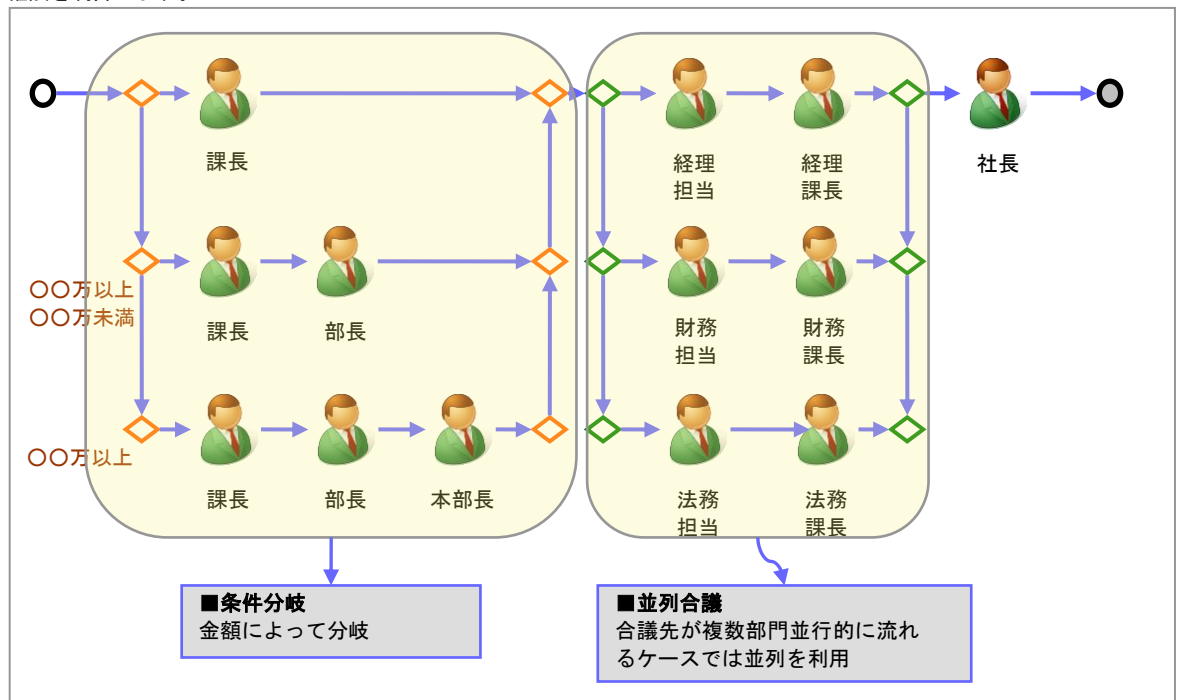 課長
経理
担当
経理
課長
社長
〇〇万以上
〇〇万未満
課長
部長
財務
担当
財務
課長
〇〇万以上
課長
部長
本部長
法務
担当
法務
課長
■条件分岐
金額によって分岐
■並列合議
合議先が複数部門並行的に流れ
るケースでは並列を利用